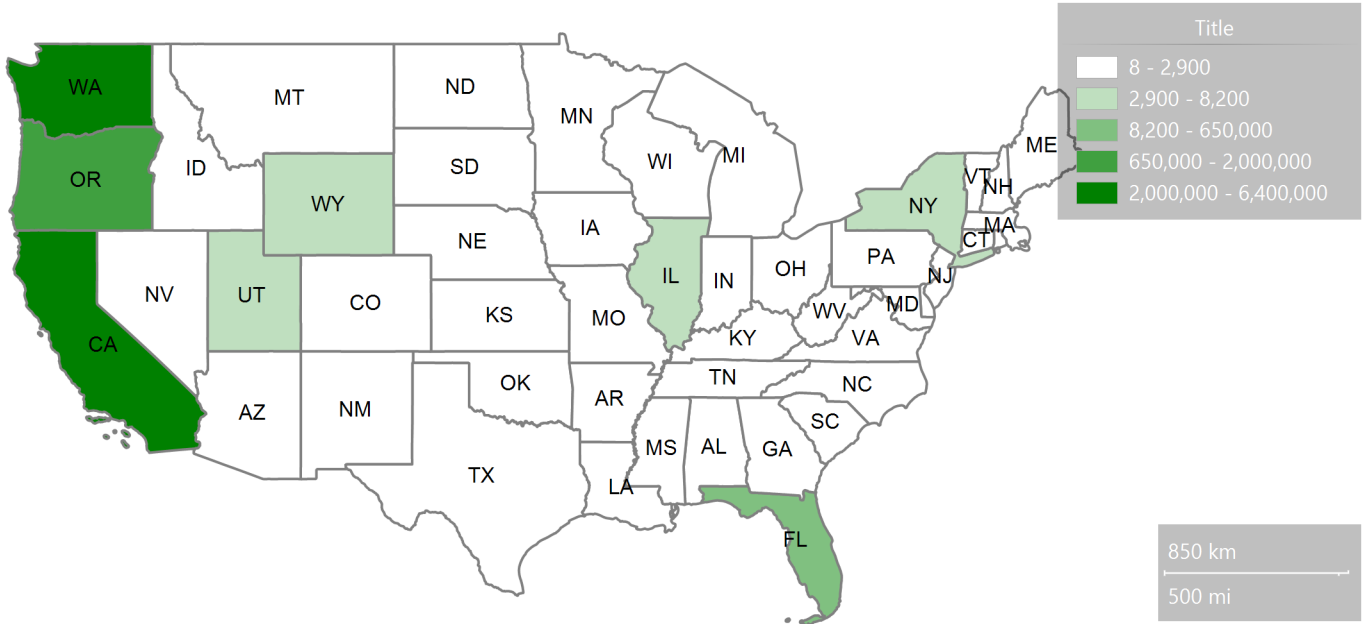 Title
8 - 2,900
2,900 - 8,200
8,200 - 650,000
650,000 - 2,000,000
2,000,000 - 6,400,000
WA
MT
ND
MN
ME
OR
ID
SD
WI
MI
VT
NH
WY
NY
MA
IA
CT
NE
PA
UT
IL
IN
OH
NJ
NV
CO
MD
WV
KS
MO
CA
KY
VA
TN
OK
NC
AZ
NM
AR
SC
MS
AL
GA
TX
LA
FL
850 km
500 mi